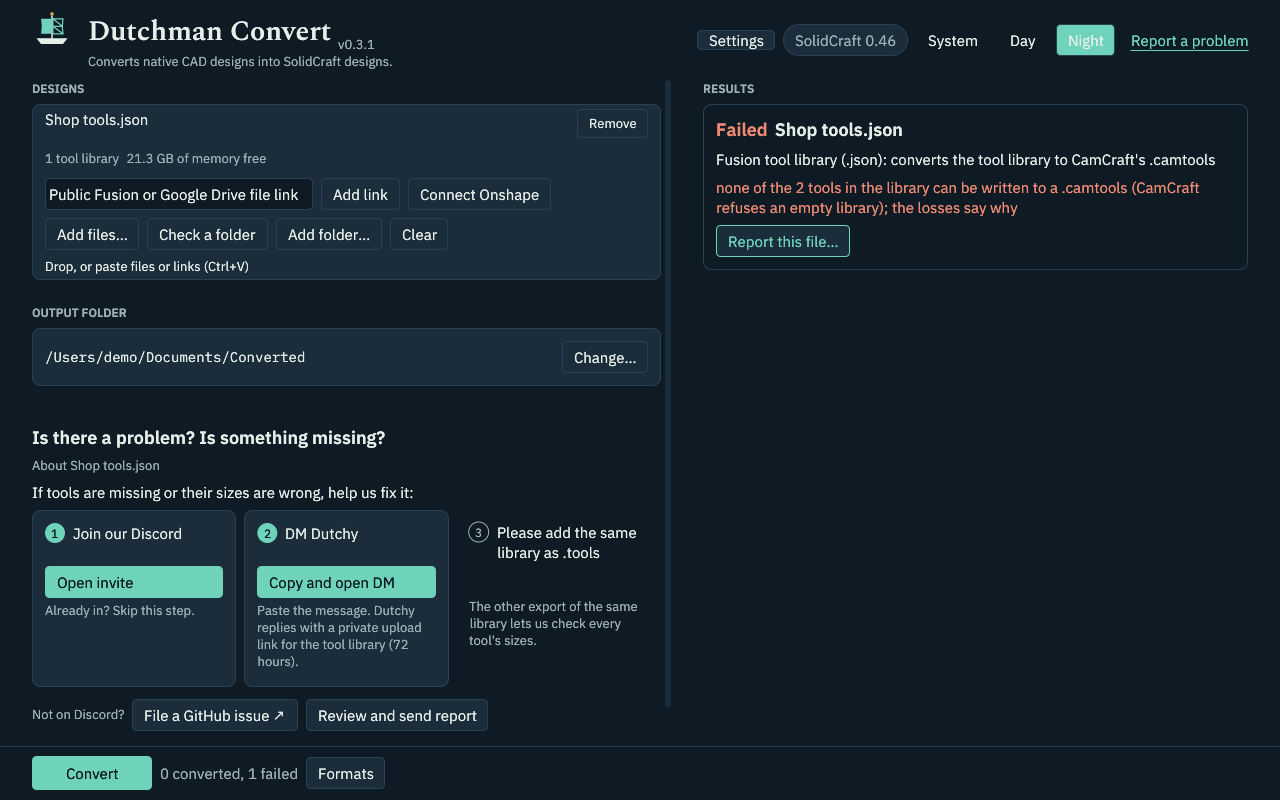 Dutchman Convert v0.3.1
Converts native CAD designs into SolidCraft designs.
Settings
SolidCraft 0.46
System
Day
Night
Report a problem
DESIGNS
Shop tools.json
Remove
1 tool library 21.3 GB of memory free
Public Fusion or Google Drive file link
Add link
Connect Onshape
Add files...
Check a folder
Add folder...
Clear
Drop, or paste files or links (Ctrl+V)
OUTPUT FOLDER
/Users/demo/Documents/Converted
Change...
Is there a problem? Is something missing?
About Shop tools.json
If tools are missing or their sizes are wrong, help us fix it:
1 Join our Discord
Open invite
Already in? Skip this step.
2 DM Dutchy
Copy and open DM
Paste the message. Dutchy
replies with a private upload
link for the tool library (72
hours).
3 Please add the same
library as .tools
The other export of the same
library lets us check every
tool's sizes.
Not on Discord?
File a GitHub issue ↗
Review and send report
RESULTS
Failed Shop tools.json
Fusion tool library (.json): converts the tool library to CamCraft's .camtools
none of the 2 tools in the library can be written to a .camtools (CamCraft
refuses an empty library); the losses say why
Report this file...
Convert
0 converted, 1 failed
Formats